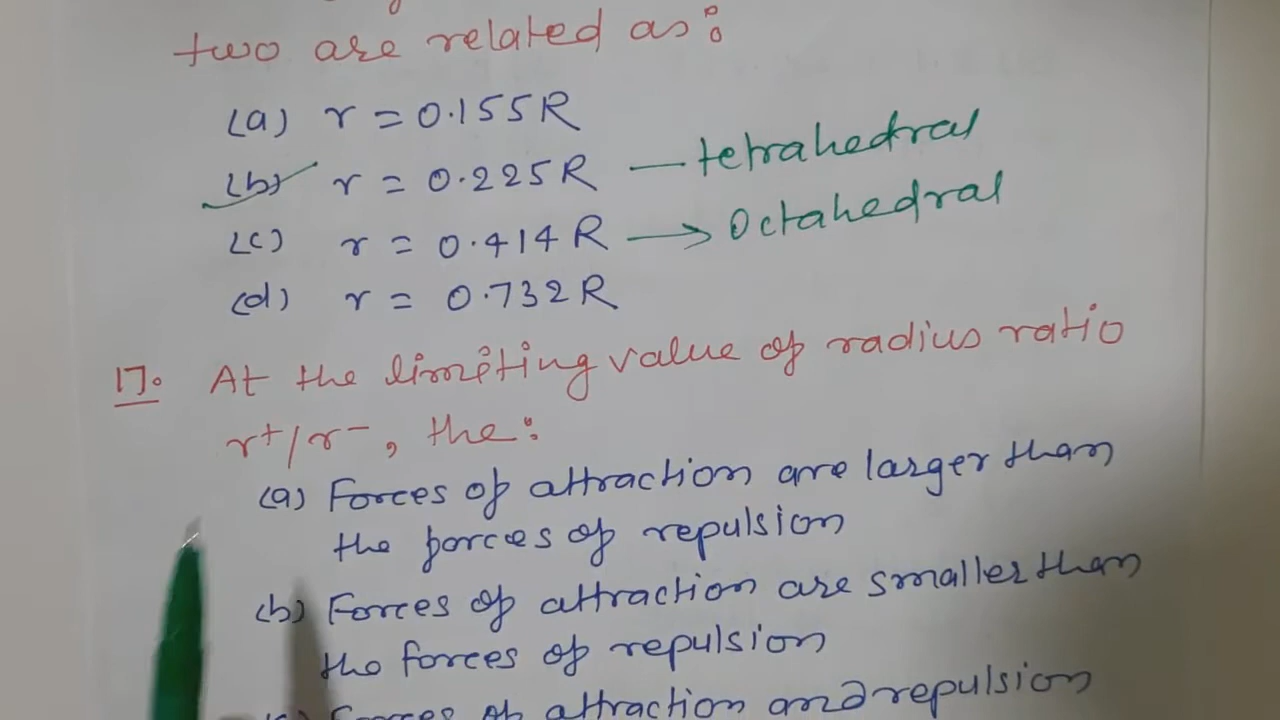 two are related as:
(a) r = 0.155R
(b) r = 0.225R — tetrahedral
(c) r = 0.414R → Octahedral
(d) r = 0.732R
17. At the limiting value of radius ratio
r+/r-, the:
(a) Forces of attraction are larger than
the forces of repulsion
(b) Forces of attraction are smaller than
the forces of repulsion
(c) Forces of attraction and repulsion